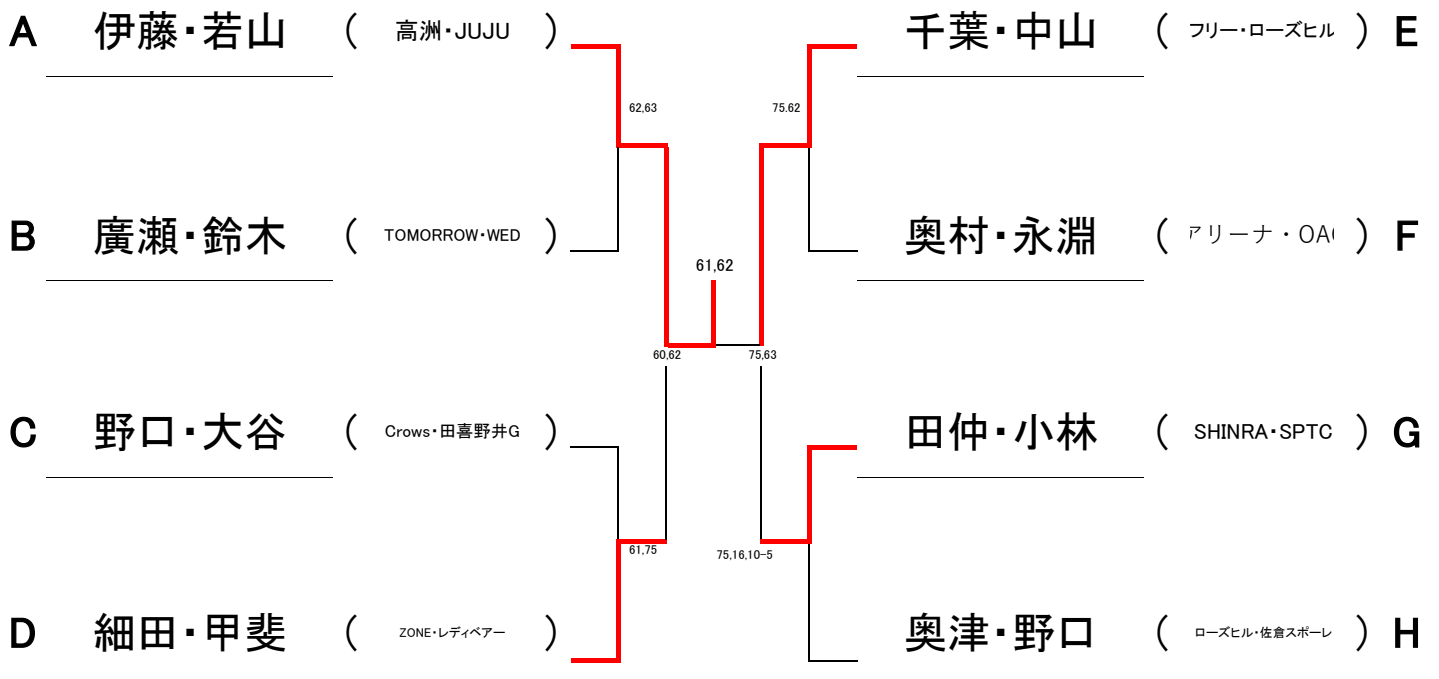 A 伊藤・若山 ( 高洲・JUJU ) 千葉・中山 ( フリー・ローズヒル ) E
62,63 75.62
B 廣瀬・鈴木 ( TOMORROW・WED ) 奥村・永淵 ( アリーナ・OA ) F
61,62
60,62 75,63
C 野口・大谷 ( Crows・田喜野井G ) 田仲・小林 ( SHINRA・SPTC ) G
61,75 75,16,10-5
D 細田・甲斐 ( ZONE・レディベアー ) 奥津・野口 ( ローズヒル・佐倉スポーレ ) H